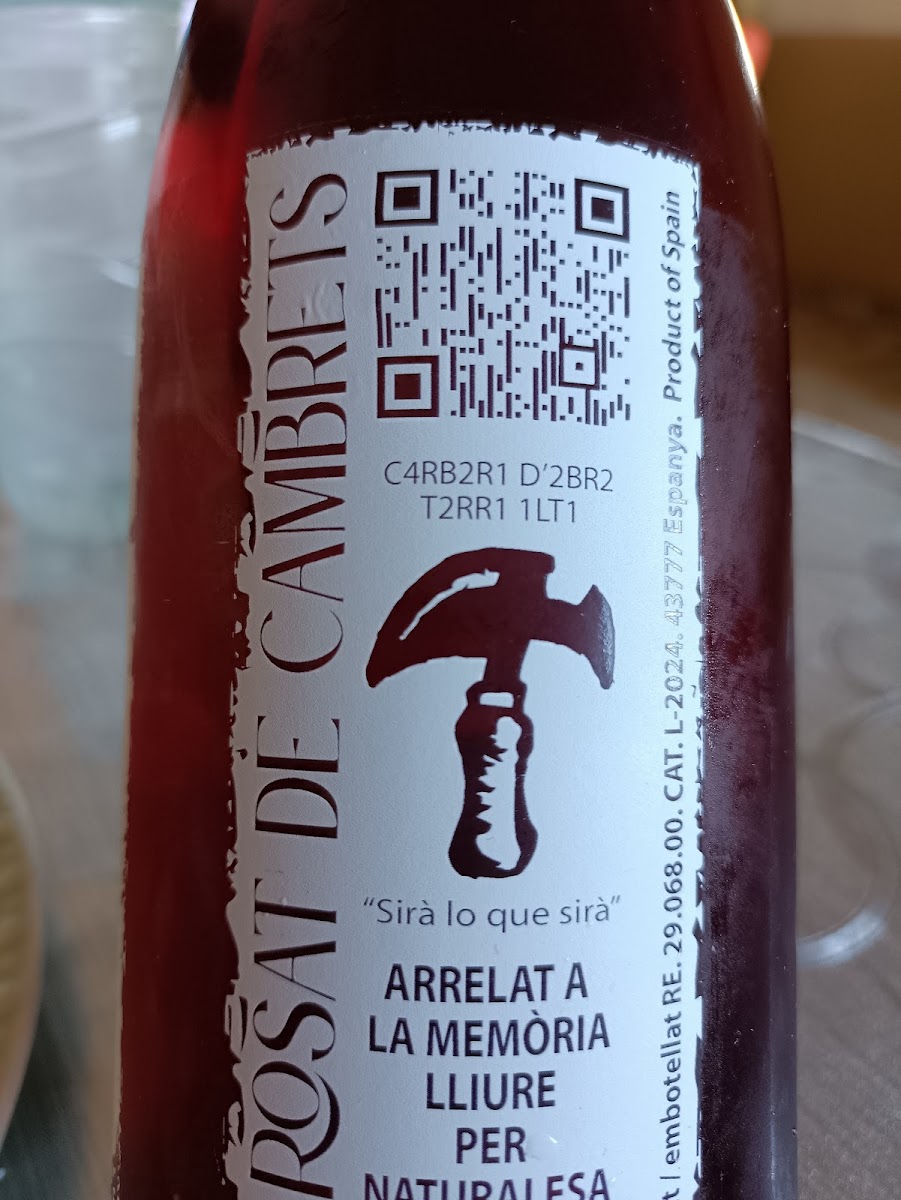 ROSAT DE CAMBRETS
C4RB2R1 D'2BR2
T2RR1 1LT1
“Sirà lo que sirà”
ARRELAT A
LA MEMÒRIA
LLIURE
PER
NATURALESA
embotellat RE. 29.068.00. CAT. L-2024. 43777 Espanya. Product of Spain